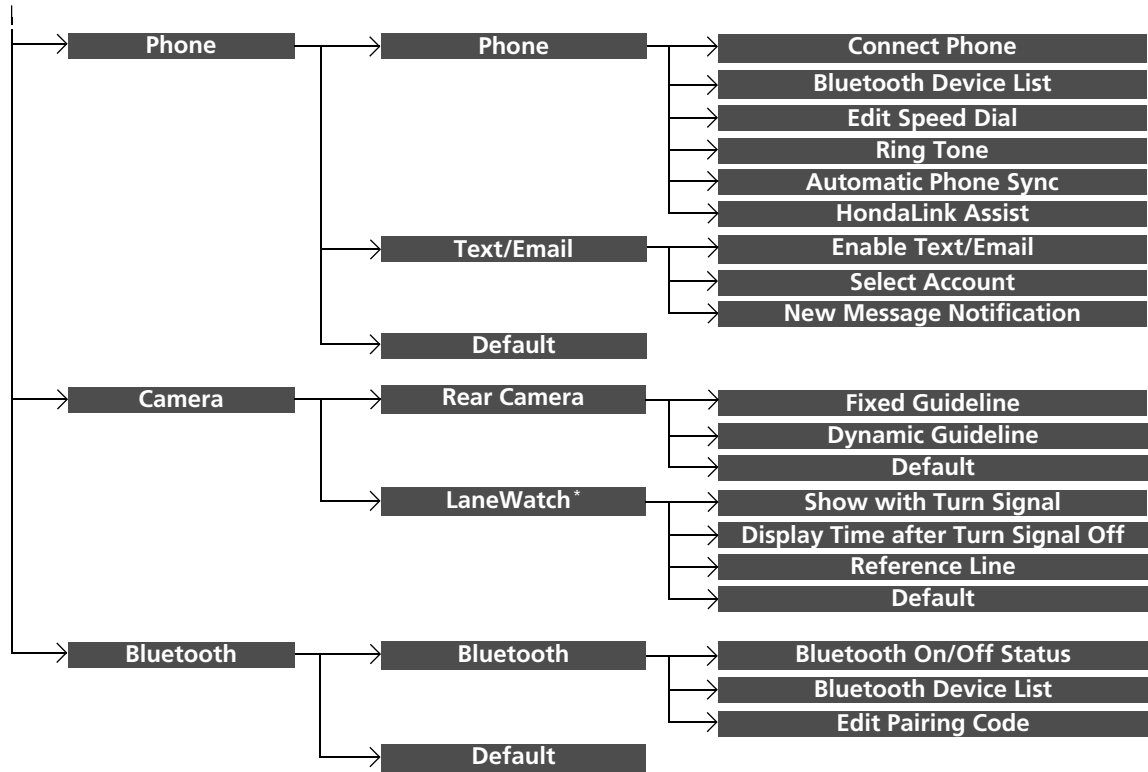 Phone
Phone
Connect Phone
Bluetooth Device List
Edit Speed Dial
Ring Tone
Automatic Phone Sync
HondaLink Assist
Text/Email
Enable Text/Email
Select Account
New Message Notification
Default
Camera
Rear Camera
Fixed Guideline
Dynamic Guideline
Default
LaneWatch*
Show with Turn Signal
Display Time after Turn Signal Off
Reference Line
Default
Bluetooth
Bluetooth
Bluetooth On/Off Status
Bluetooth Device List
Edit Pairing Code
Default